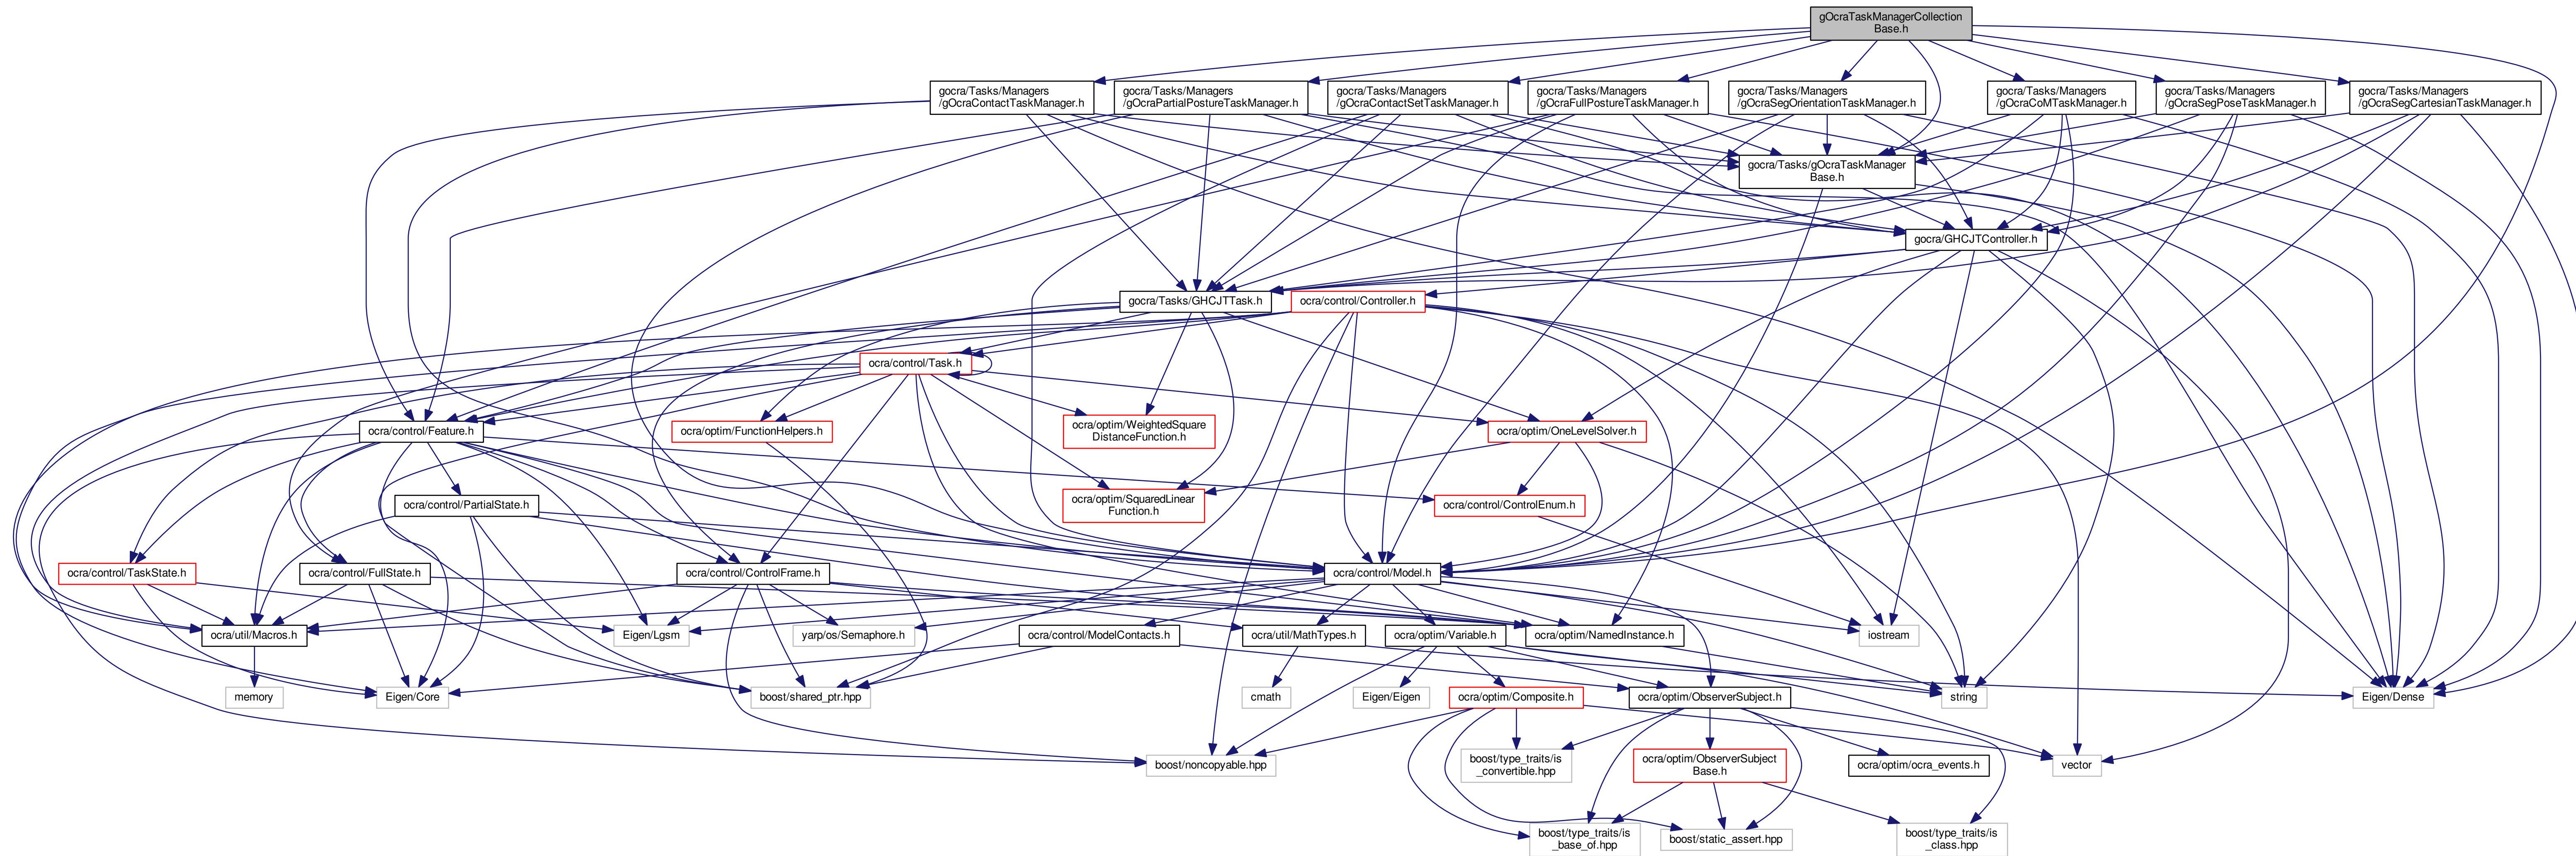 gOcraTaskManagerCollection
Base.h
gocra/Tasks/Managers
/gOcraContactTaskManager.h
gocra/Tasks/Managers
/gOcraPartialPostureTaskManager.h
gocra/Tasks/Managers
/gOcraContactSetTaskManager.h
gocra/Tasks/Managers
/gOcraFullPostureTaskManager.h
gocra/Tasks/Managers
/gOcraSegOrientationTaskManager.h
gocra/Tasks/Managers
/gOcraCoMTaskManager.h
gocra/Tasks/Managers
/gOcraSegPoseTaskManager.h
gocra/Tasks/Managers
/gOcraSegCartesianTaskManager.h
gocra/Tasks/gOcraTaskManager
Base.h
gocra/GHCJTController.h
gocra/Tasks/GHCJTTask.h
ocra/control/Controller.h
ocra/control/Task.h
ocra/control/Feature.h
ocra/optim/FunctionHelpers.h
ocra/optim/WeightedSquare
DistanceFunction.h
ocra/optim/OneLevelSolver.h
ocra/control/PartialState.h
ocra/optim/SquaredLinear
Function.h
ocra/control/ControlEnum.h
ocra/control/TaskState.h
ocra/control/FullState.h
ocra/control/ControlFrame.h
ocra/control/Model.h
ocra/util/Macros.h
Eigen/Lgsm
yarp/os/Semaphore.h
ocra/control/ModelContacts.h
ocra/util/MathTypes.h
ocra/optim/Variable.h
ocra/optim/NamedInstance.h
iostream
memory
Eigen/Core
boost/shared_ptr.hpp
cmath
Eigen/Eigen
ocra/optim/Composite.h
ocra/optim/ObserverSubject.h
string
Eigen/Dense
boost/noncopyable.hpp
boost/type_traits/is
_convertible.hpp
ocra/optim/ObserverSubject
Base.h
ocra/optim/ocra_events.h
vector
boost/type_traits/is
_base_of.hpp
boost/static_assert.hpp
boost/type_traits/is
_class.hpp